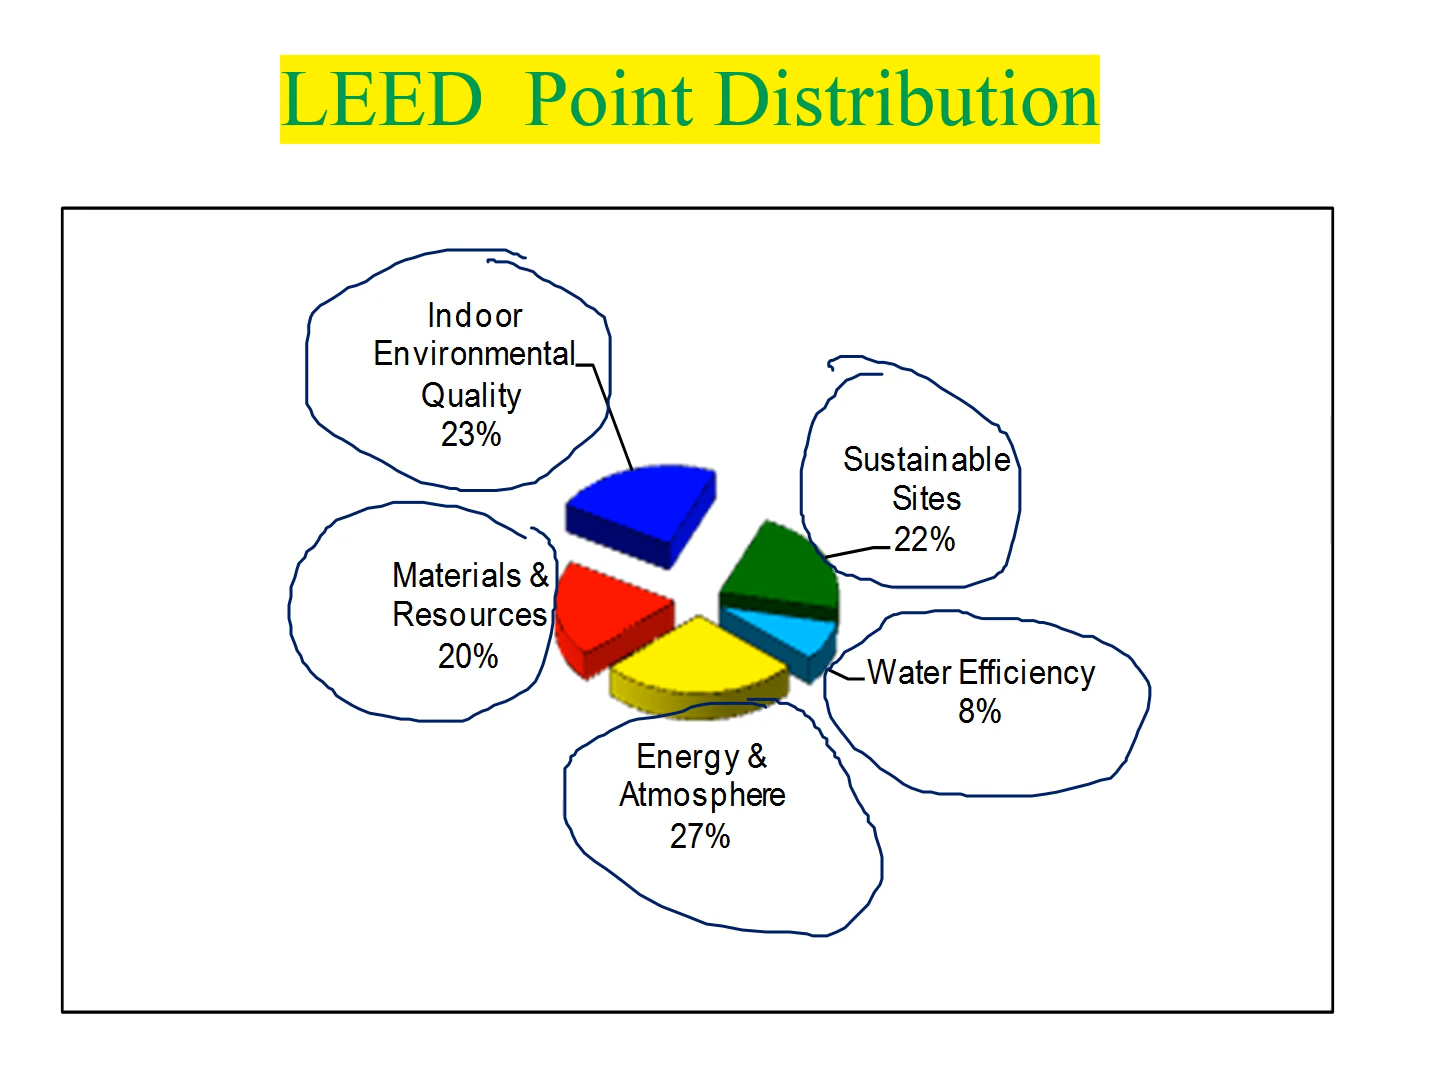 LEED Point Distribution
Indoor
Environmental
Quality
23%
Sustainable
Sites
22%
Materials &
Resources
20%
Water Efficiency
8%
Energy &
Atmosphere
27%